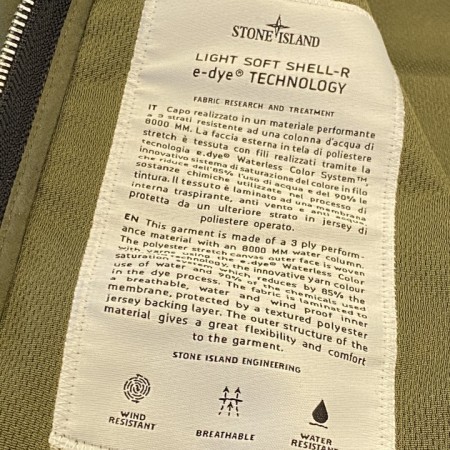 STONE ISLAND
LIGHT SOFT SHELL-R
e-dye® TECHNOLOGY
FABRIC RESEARCH AND TREATMENT
IT Capo realizzato in un materiale performante
a 3 strati resistente ad una colonna d'acqua di
8000 MM. La faccia esterna in tela di poliestere
stretch è tessuta con fili realizzati tramite la
tecnologia e.dye® Waterless Color System™,
innovativo sistema di saturazione del colore in filo
che riduce dell'85% l'uso di acqua e del 90% le
sostanze chimiche utilizzate nel processo di
tintura. Il tessuto è laminato ad una membrana
interna traspirante, anti vento e anti acqua
protetta da un ulteriore strato in jersey di
poliestere operato.
EN This garment is made of a 3 ply perform-
ance material with an 8000 MM water column.
The polyester stretch canvas outer face is woven
with yarns using the e.dye® Waterless Color
saturation technology, the innovative yarn colour
use of water and 90% of the chemicals used
in the dye process. The fabric is laminated to
a breathable, water and wind proof inner
membrane, protected by a textured polyester
jersey backing layer. The outer structure of the
material gives a great flexibility and comfort
to the garment.
STONE ISLAND ENGINEERING
WIND
RESISTANT
BREATHABLE
WATER
RESISTANT